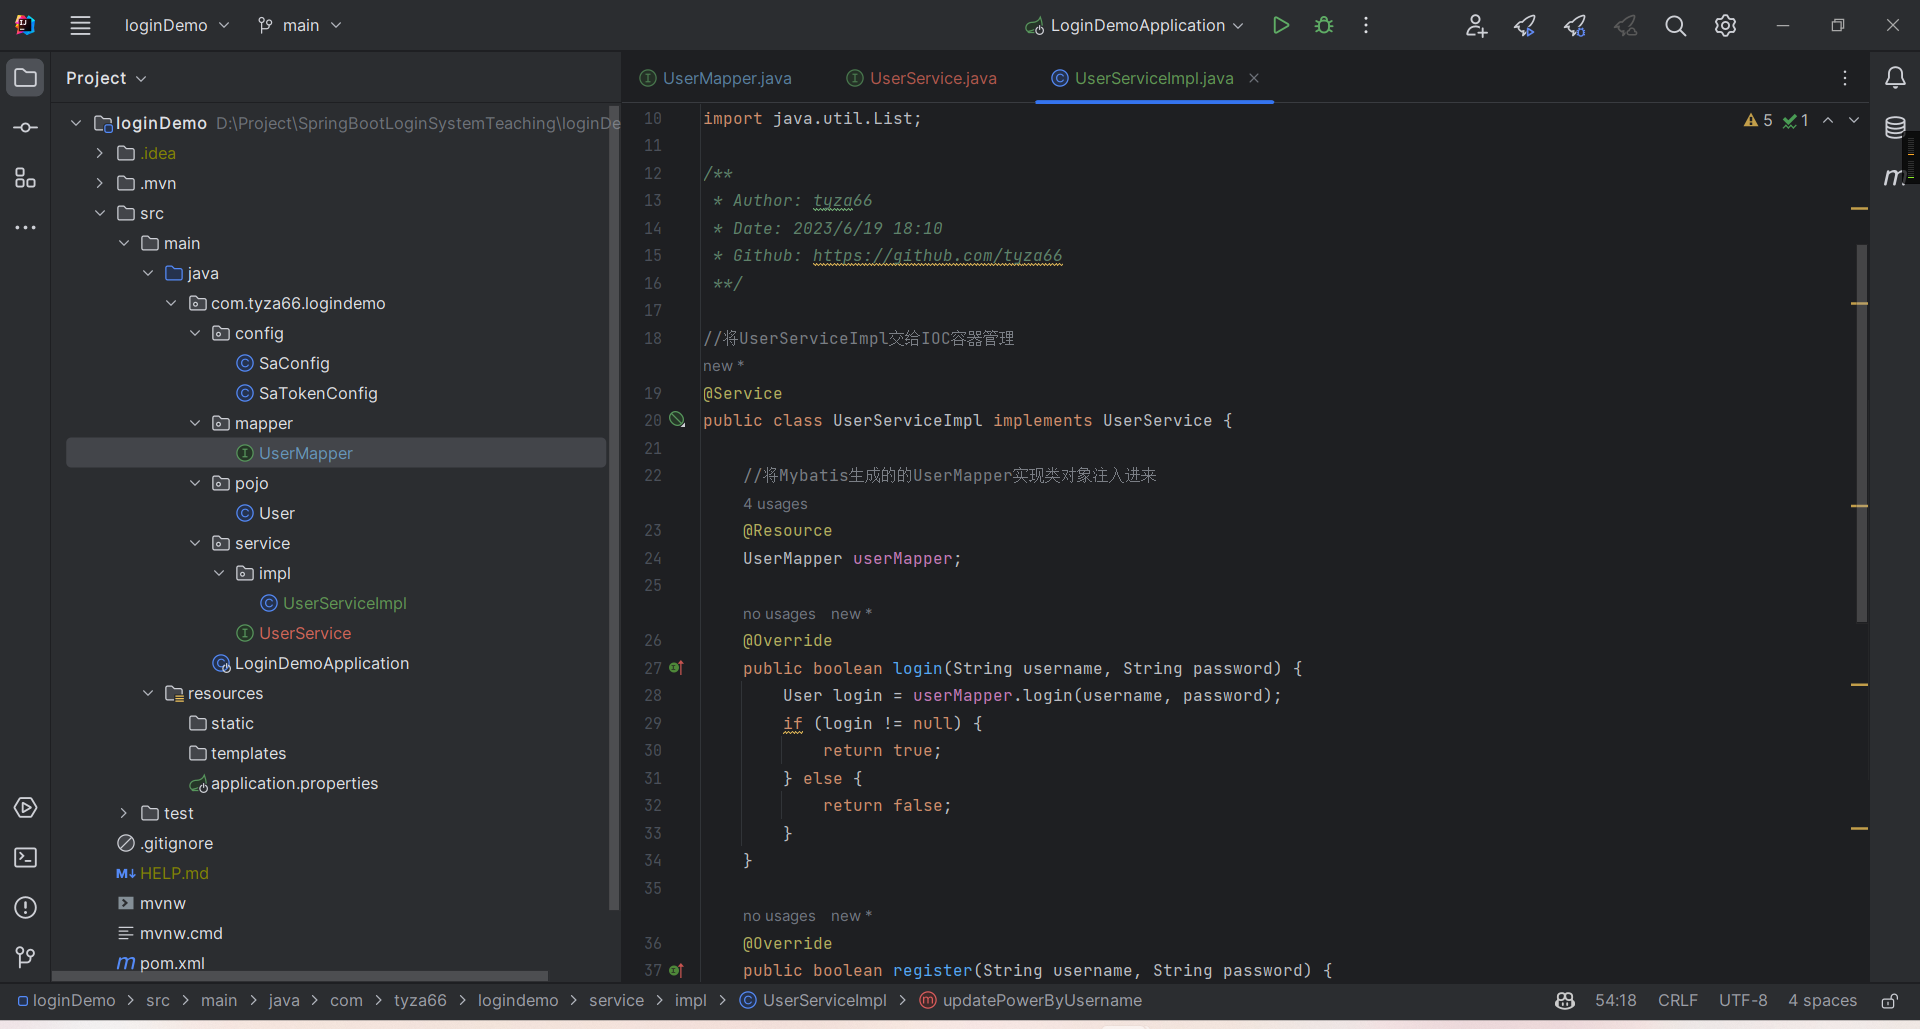 loginDemo main LoginDemoApplication
Project
UserMapper.java UserService.java UserServiceImpl.java
loginDemo D:\Project\SpringBootLoginSystemTeaching\loginDe
.idea
.mvn
src
main
java
com.tyza66.logindemo
config
SaConfig
SaTokenConfig
mapper
UserMapper
pojo
User
service
impl
UserServiceImpl
UserService
LoginDemoApplication
resources
static
templates
application.properties
test
.gitignore
M↓ HELP.md
mvnw
mvnw.cmd
m pom.xml
5 1
10 import java.util.List;
11
12 /**
13 * Author: tyza66
14 * Date: 2023/6/19 18:10
15 * Github: https://github.com/tyza66
16 **/
17
18 //将UserServiceImpl交给IOC容器管理
new *
19 @Service
20 public class UserServiceImpl implements UserService {
21
22 //将Mybatis生成的的UserMapper实现类对象注入进来
4 usages
23 @Resource
24 UserMapper userMapper;
25
no usages new *
26 @Override
27 public boolean login(String username, String password) {
28 User login = userMapper.login(username, password);
29 if (login != null) {
30 return true;
31 } else {
32 return false;
33 }
34 }
35
no usages new *
36 @Override
37 public boolean register(String username, String password) {
loginDemo > src > main > java > com > tyza66 > logindemo > service > impl > UserServiceImpl > updatePowerByUsername
54:18 CRLF UTF-8 4 spaces